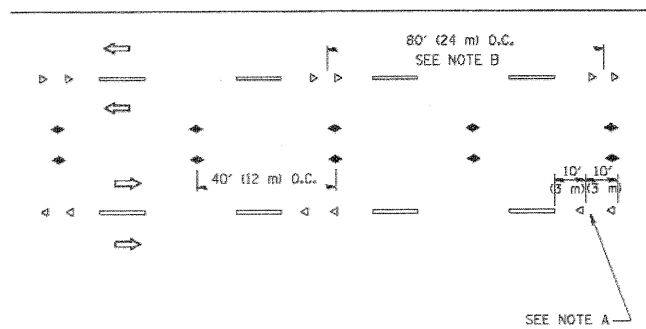 80' (24 m) O.C.
SEE NOTE B
40' (12 m) O.C.
10' 10'
(3 m) (3 m)
SEE NOTE A